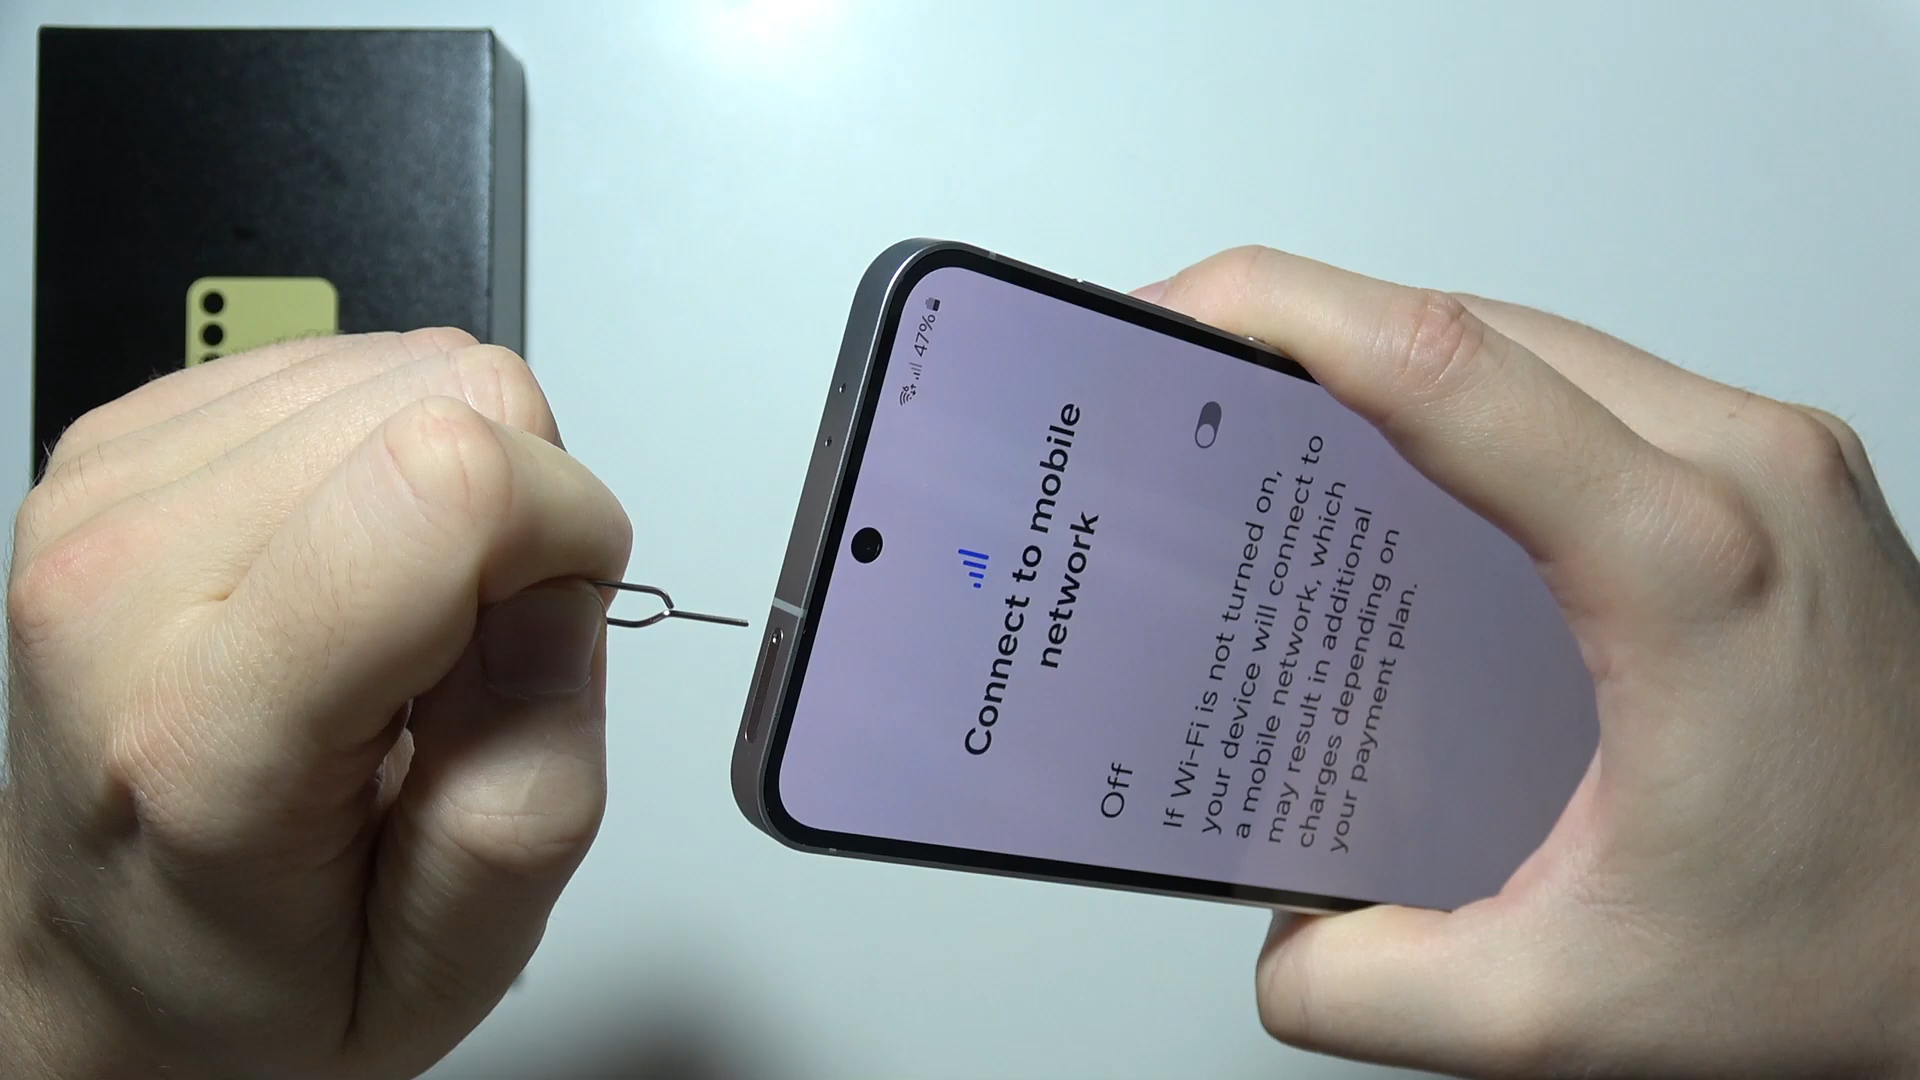 47%
Connect to mobile
network
Off
If Wi-Fi is not turned on,
your device will connect to
a mobile network, which
may result in additional
charges depending on
your payment plan.